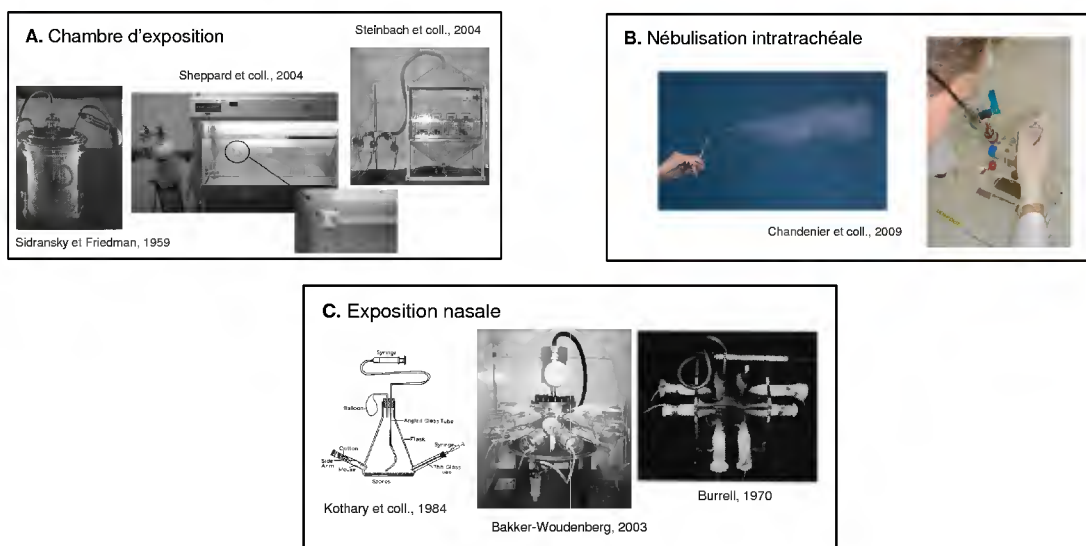 A. Chambre d'exposition
Steinbach et coll., 2004
Sheppard et coll., 2004
Sidransky et Friedman, 1959
B. Nébulisation intratrachéale
Chandenier et coll., 2009
C. Exposition nasale
Syringe
Balloon
Angled Glass Tube
Flask
Cotton
Syringe
Side
Arm
Mouse
Thin Glass
Spores
Kothary et coll., 1984
Bakker-Woudenberg, 2003
Burrell, 1970